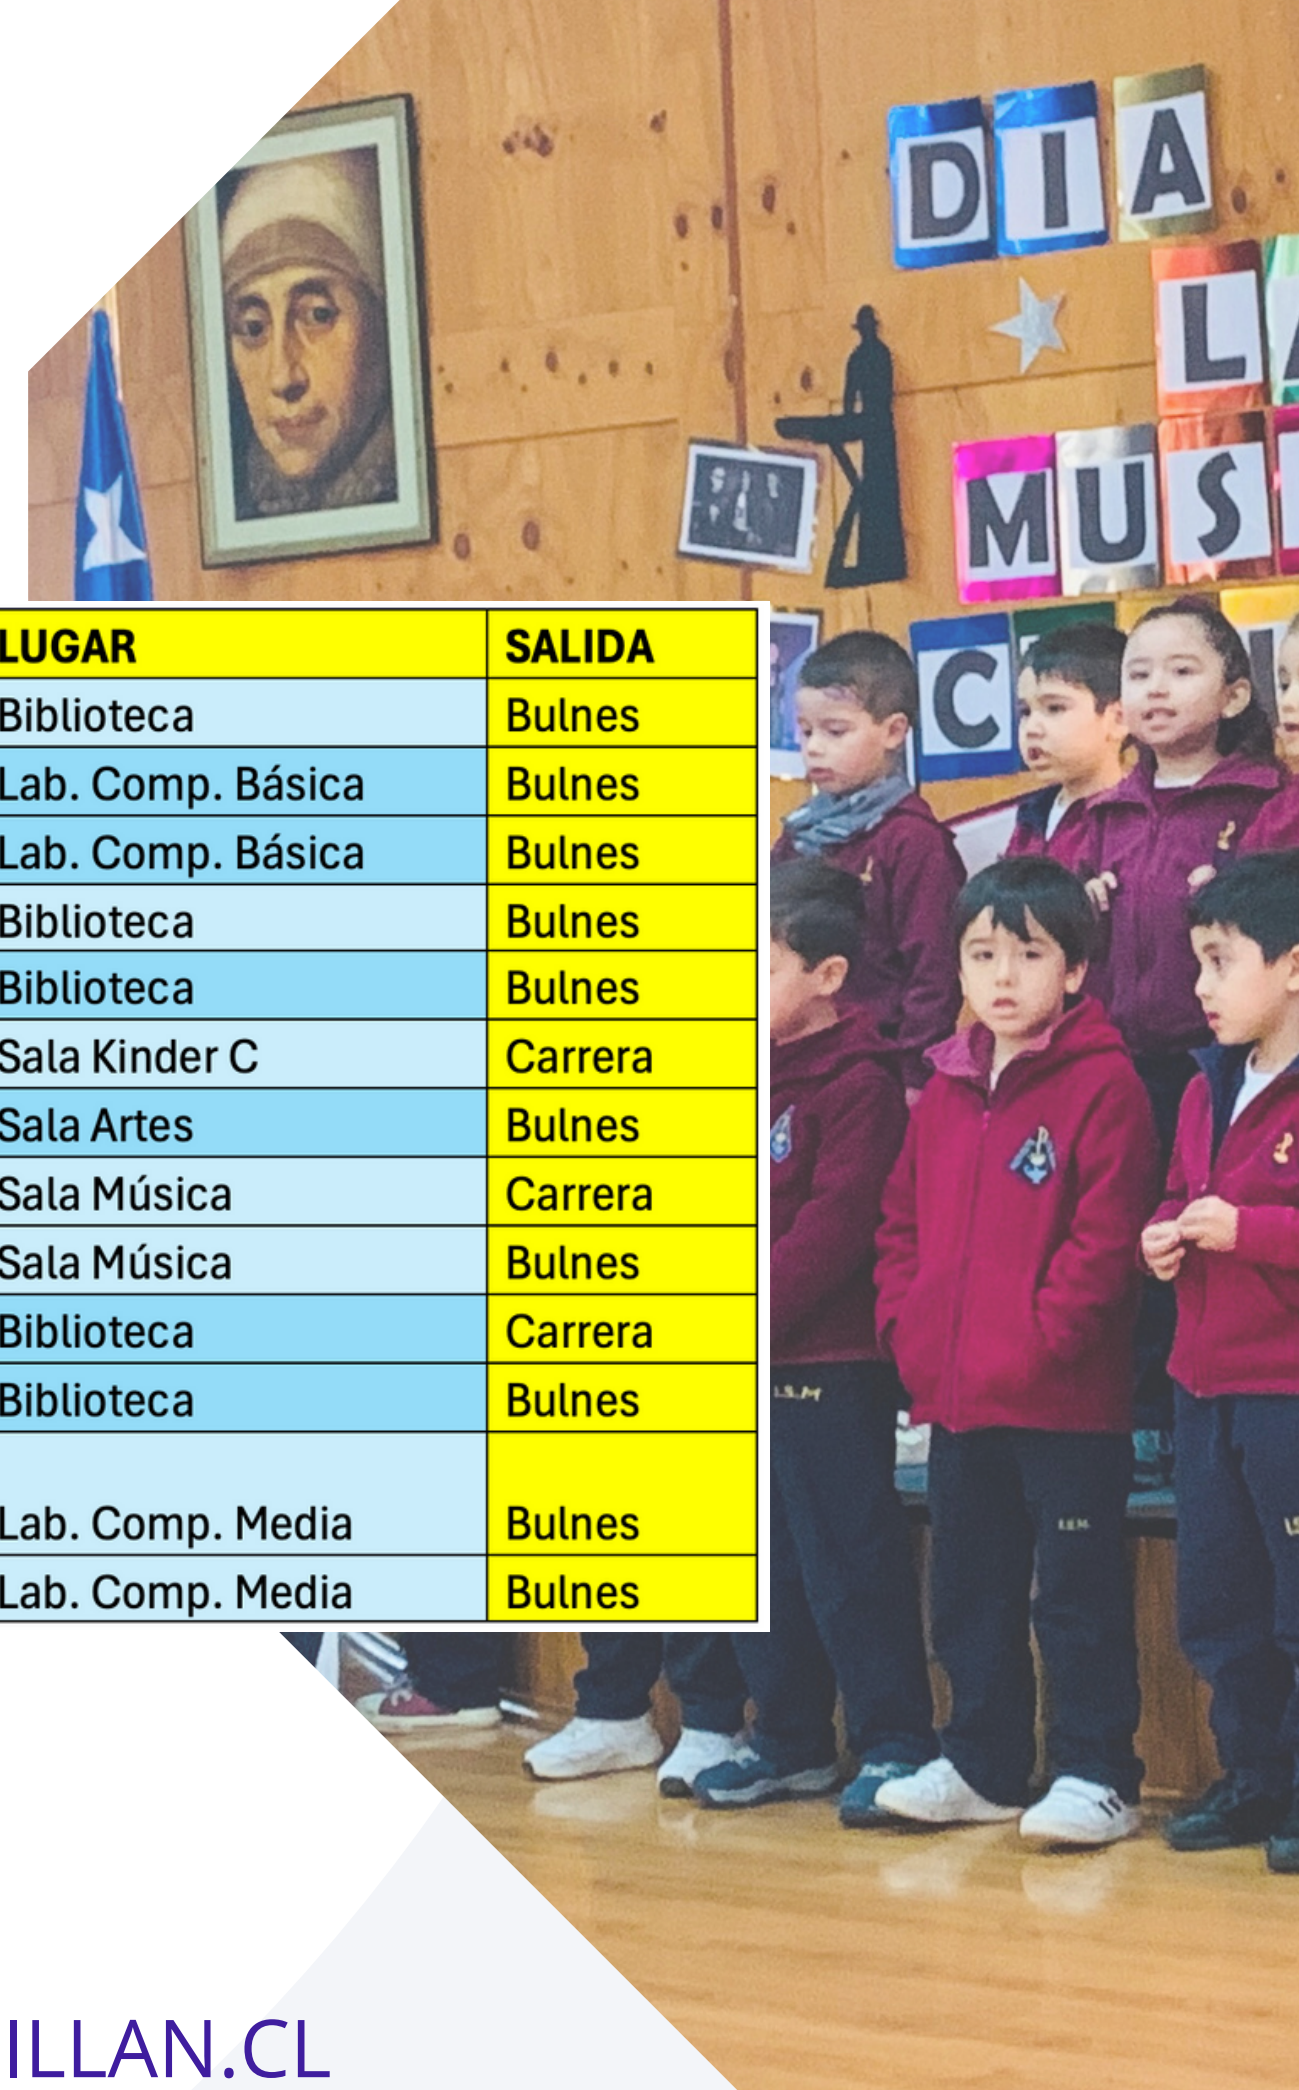 DIA
L
MUS
C
LUGAR SALIDA
Biblioteca Bulnes
Lab. Comp. Básica Bulnes
Lab. Comp. Básica Bulnes
Biblioteca Bulnes
Biblioteca Bulnes
Sala Kinder C Carrera
Sala Artes Bulnes
Sala Música Carrera
Sala Música Bulnes
Biblioteca Carrera
Biblioteca Bulnes
Lab. Comp. Media Bulnes
Lab. Comp. Media Bulnes
I.S.M
ILLAN.CL